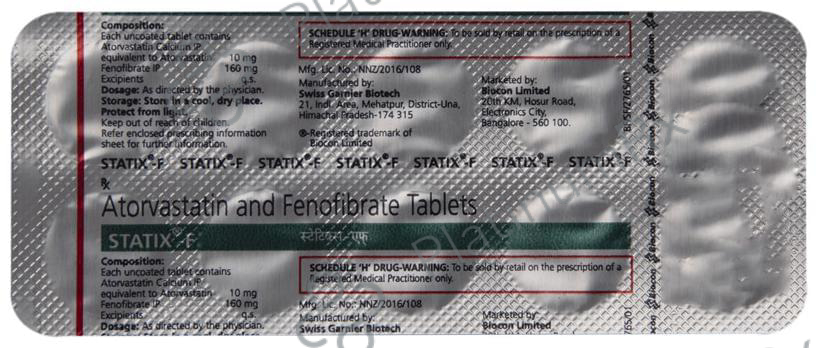 Composition:
Each uncoated tablet contains
Atorvastatin Calcium IP
equivalent to Atorvastatin 10 mg
Fenofibrate IP 160 mg
Excipients q.s.
Dosage: As directed by the physician.
Storage: Store in a cool, dry place.
Protect from light.
Keep out of reach of children.
Refer enclosed prescribing information
sheet for further information.
SCHEDULE 'H' DRUG-WARNING: To be sold by retail on the prescription of a
Registered Medical Practitioner only.
Mfg. Lic. No.: NNZ/2016/108
Manufactured by:
Swiss Garnier Biotech
21, Indl. Area, Mehatpur, District-Una,
Himachal Pradesh-174 315
®-Registered trademark of
Biocon Limited
Marketed by:
Biocon Limited
20th KM, Hosur Road,
Electronics City,
Bangalore - 560 100.
STATIX®-F STATIX®-F STATIX®-F STATIX®-F STATIX®-F STATIX®-F STATIX®-F
Rx
Atorvastatin and Fenofibrate Tablets
STATIX®-F स्टेटिक्स-एफ
Composition:
Each uncoated tablet contains
Atorvastatin Calcium IP
equivalent to Atorvastatin 10 mg
Fenofibrate IP 160 mg
Excipients q.s.
Dosage: As directed by the physician.
SCHEDULE 'H' DRUG-WARNING: To be sold by retail on the prescription of a
Registered Medical Practitioner only.
Mfg. Lic. No.: NNZ/2016/108
Manufactured by:
Swiss Garnier Biotech
Marketed by:
Biocon Limited
Biocon Biocon Biocon Biocon Biocon Biocon